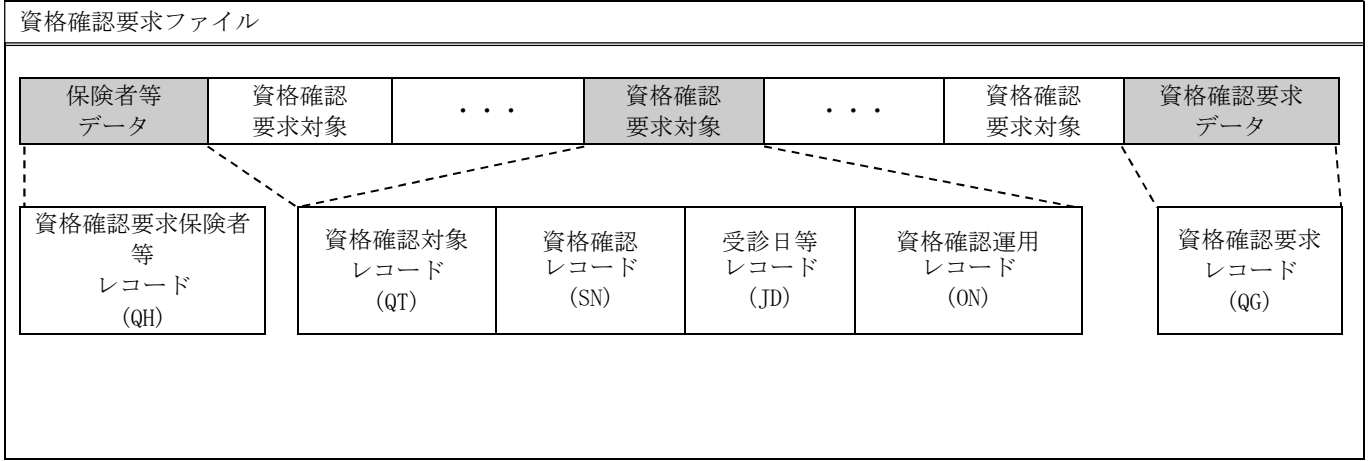 資格確認要求ファイル
保険者等
データ
資格確認
要求対象
・・・
資格確認
要求対象
・・・
資格確認
要求対象
資格確認要求
データ
資格確認要求保険者
等
レコード
(QH)
資格確認対象
レコード
(QT)
資格確認
レコード
(SN)
受診日等
レコード
(JD)
資格確認運用
レコード
(ON)
資格確認要求
レコード
(QG)